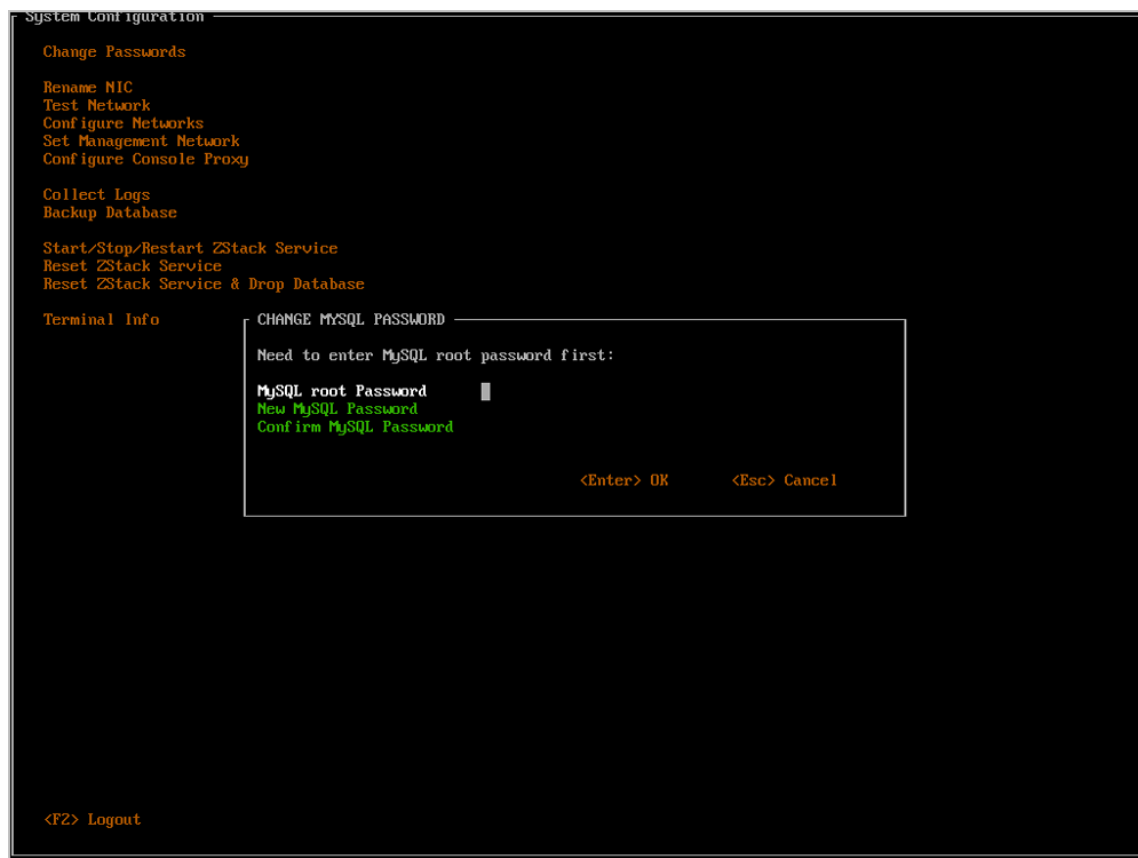 System Configuration
Change Passwords
Rename NIC
Test Network
Configure Networks
Set Management Network
Configure Console Proxy
Collect Logs
Backup Database
Start/Stop/Restart ZStack Service
Reset ZStack Service
Reset ZStack Service & Drop Database
Terminal Info
CHANGE MYSQL PASSWORD
Need to enter MySQL root password first:
MySQL root Password
New MySQL Password
Confirm MySQL Password
<Enter> OK <Esc> Cancel
<F2> Logout